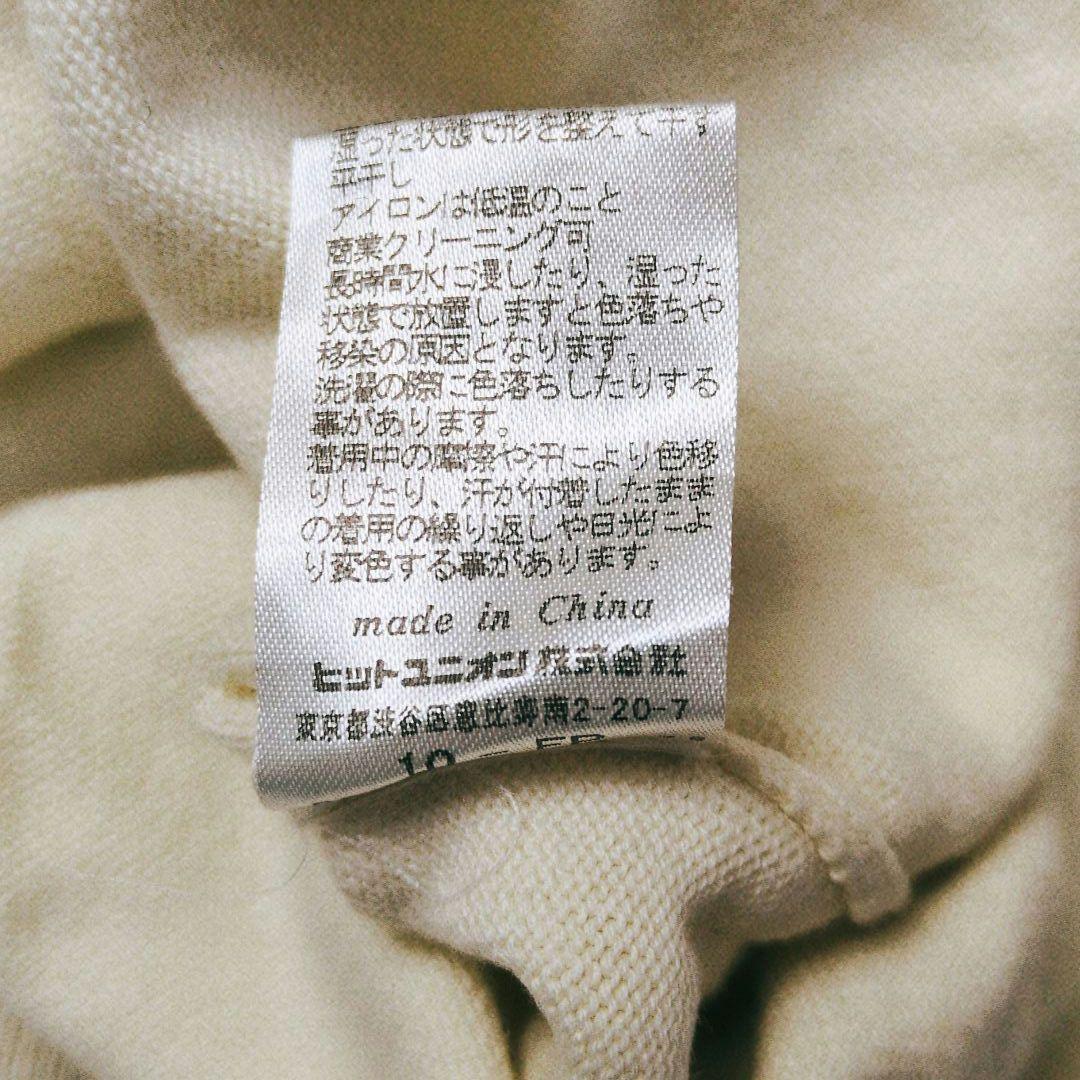 湿った状態で形を整えて干す
平干し
アイロンは低温のこと
商業クリーニング可
長時間水に浸したり、湿った
状態で放置しますと色落ちや
移染の原因となります。
洗濯の際に色落ちしたりする
事があります。
着用中の摩擦や汗により色移
りしたり、汗が付着したまま
の着用の繰り返しや日光によ
り変色する事があります。
made in China
ヒットユニオン株式会社
東京都渋谷区恵比寿南2-20-7
10